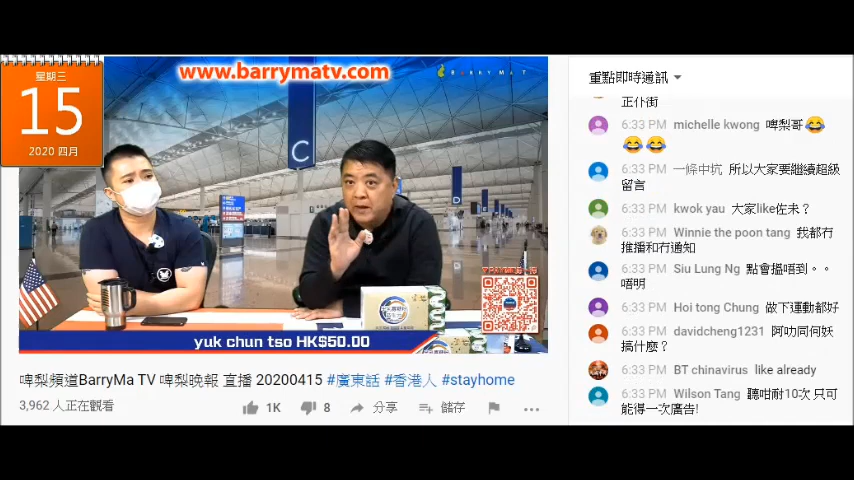 星期三
15
2020 四月
www.barrymatv.com
BARRYMAT
C
D
yuk chun tso HK$50.00
啤梨頻道BarryMa TV 啤梨晚報 直播 20200415 #廣東話 #香港人 #stayhome
3,962 人正在觀看
1K
8
分享
儲存
重點即時通訊
正仆街
6:33 PM michelle kwong 啤梨哥😂
😂😂
6:33 PM 一條中坑 所以大家要繼續超級
留言
6:33 PM kwok yau 大家like佐未？
6:33 PM Winnie the poon tang 我都冇
推播和冇通知
6:33 PM Siu Lung Ng 點會搵唔到。。
唔明
6:33 PM Hoi tong Chung 做下運動都好
6:33 PM davidcheng1231 阿叻同何妖
搞什麼？
6:33 PM BT chinavirus like already
6:33 PM Wilson Tang 聽咁耐10次 只可
能得一次廣告!